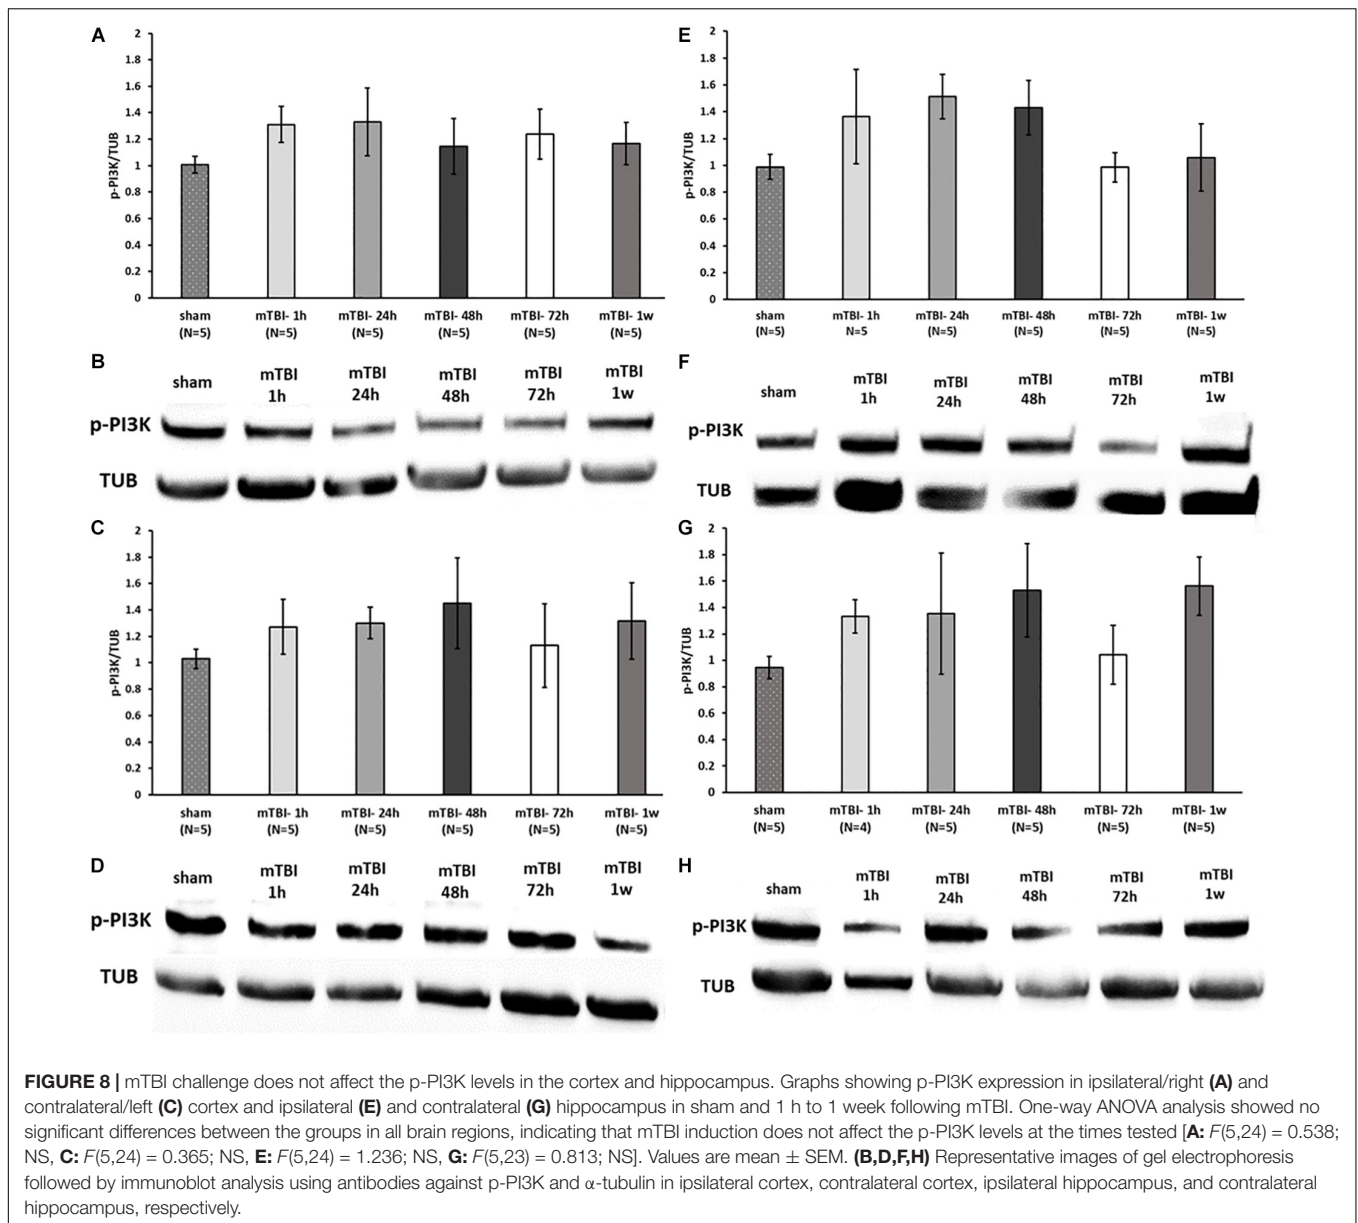 A
p-PI3K/TUB
2
1.8
1.6
1.4
1.2
1
0.8
0.6
0.4
0.2
0
sham mTBI- 1h mTBI- 24h mTBI- 48h mTBI- 72h mTBI- 1w
(N=5) (N=5) (N=5) (N=5) (N=5) (N=5)
B
sham mTBI mTBI mTBI mTBI mTBI
1h 24h 48h 72h 1w
p-PI3K
TUB
C
p-PI3K/TUB
2
1.8
1.6
1.4
1.2
1
0.8
0.6
0.4
0.2
0
sham mTBI- 1h mTBI- 24h mTBI- 48h mTBI- 72h mTBI- 1w
(N=5) (N=5) (N=5) (N=5) (N=5) (N=5)
D
sham mTBI mTBI mTBI mTBI mTBI
1h 24h 48h 72h 1w
p-PI3K
TUB
E
p-PI3K/TUB
2
1.8
1.6
1.4
1.2
1
0.8
0.6
0.4
0.2
0
sham mTBI- 1h mTBI- 24h mTBI- 48h mTBI- 72h mTBI- 1w
(N=5) N=5 (N=5) (N=5) (N=5) (N=5)
F
sham mTBI mTBI mTBI mTBI mTBI
1h 24h 48h 72h 1w
p-PI3K
TUB
G
p-PI3K/TUB
2
1.8
1.6
1.4
1.2
1
0.8
0.6
0.4
0.2
0
sham mTBI- 1h mTBI- 24h mTBI- 48h mTBI- 72h mTBI- 1w
(N=5) (N=4) (N=5) (N=5) (N=5) (N=5)
H
sham mTBI mTBI mTBI mTBI mTBI
1h 24h 48h 72h 1w
p-PI3K
TUB
FIGURE 8 | mTBI challenge does not affect the p-PI3K levels in the cortex and hippocampus. Graphs showing p-PI3K expression in ipsilateral/right (A) and
contralateral/left (C) cortex and ipsilateral (E) and contralateral (G) hippocampus in sham and 1 h to 1 week following mTBI. One-way ANOVA analysis showed no
significant differences between the groups in all brain regions, indicating that mTBI induction does not affect the p-PI3K levels at the times tested [A: F(5,24) = 0.538;
NS, C: F(5,24) = 0.365; NS, E: F(5,24) = 1.236; NS, G: F(5,23) = 0.813; NS]. Values are mean ± SEM. (B,D,F,H) Representative images of gel electrophoresis
followed by immunoblot analysis using antibodies against p-PI3K and α-tubulin in ipsilateral cortex, contralateral cortex, ipsilateral hippocampus, and contralateral
hippocampus, respectively.